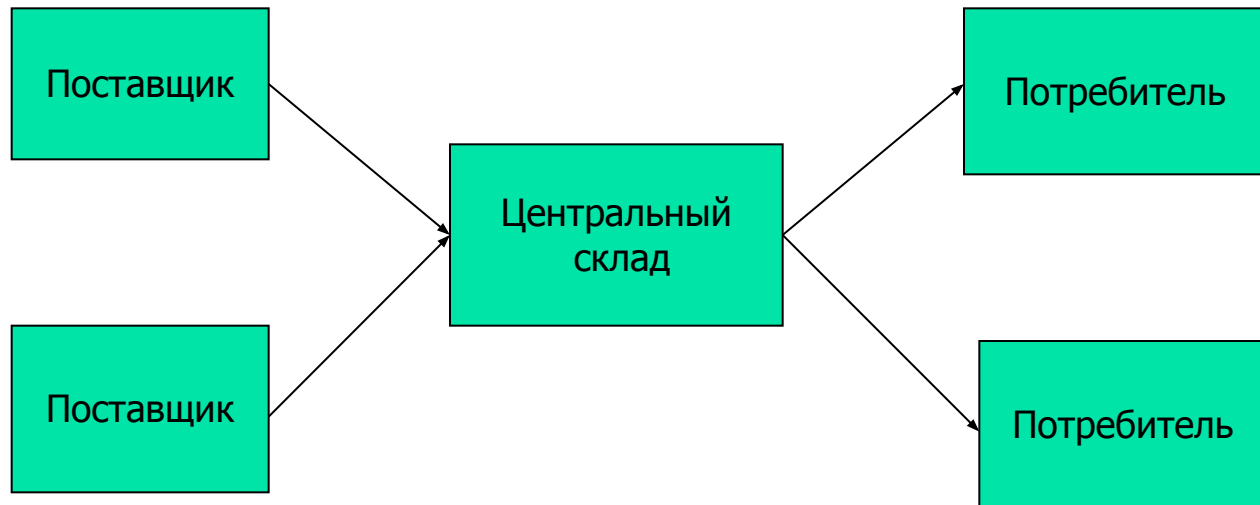 Поставщик
Потребитель
Центральный
склад
Поставщик
Потребитель